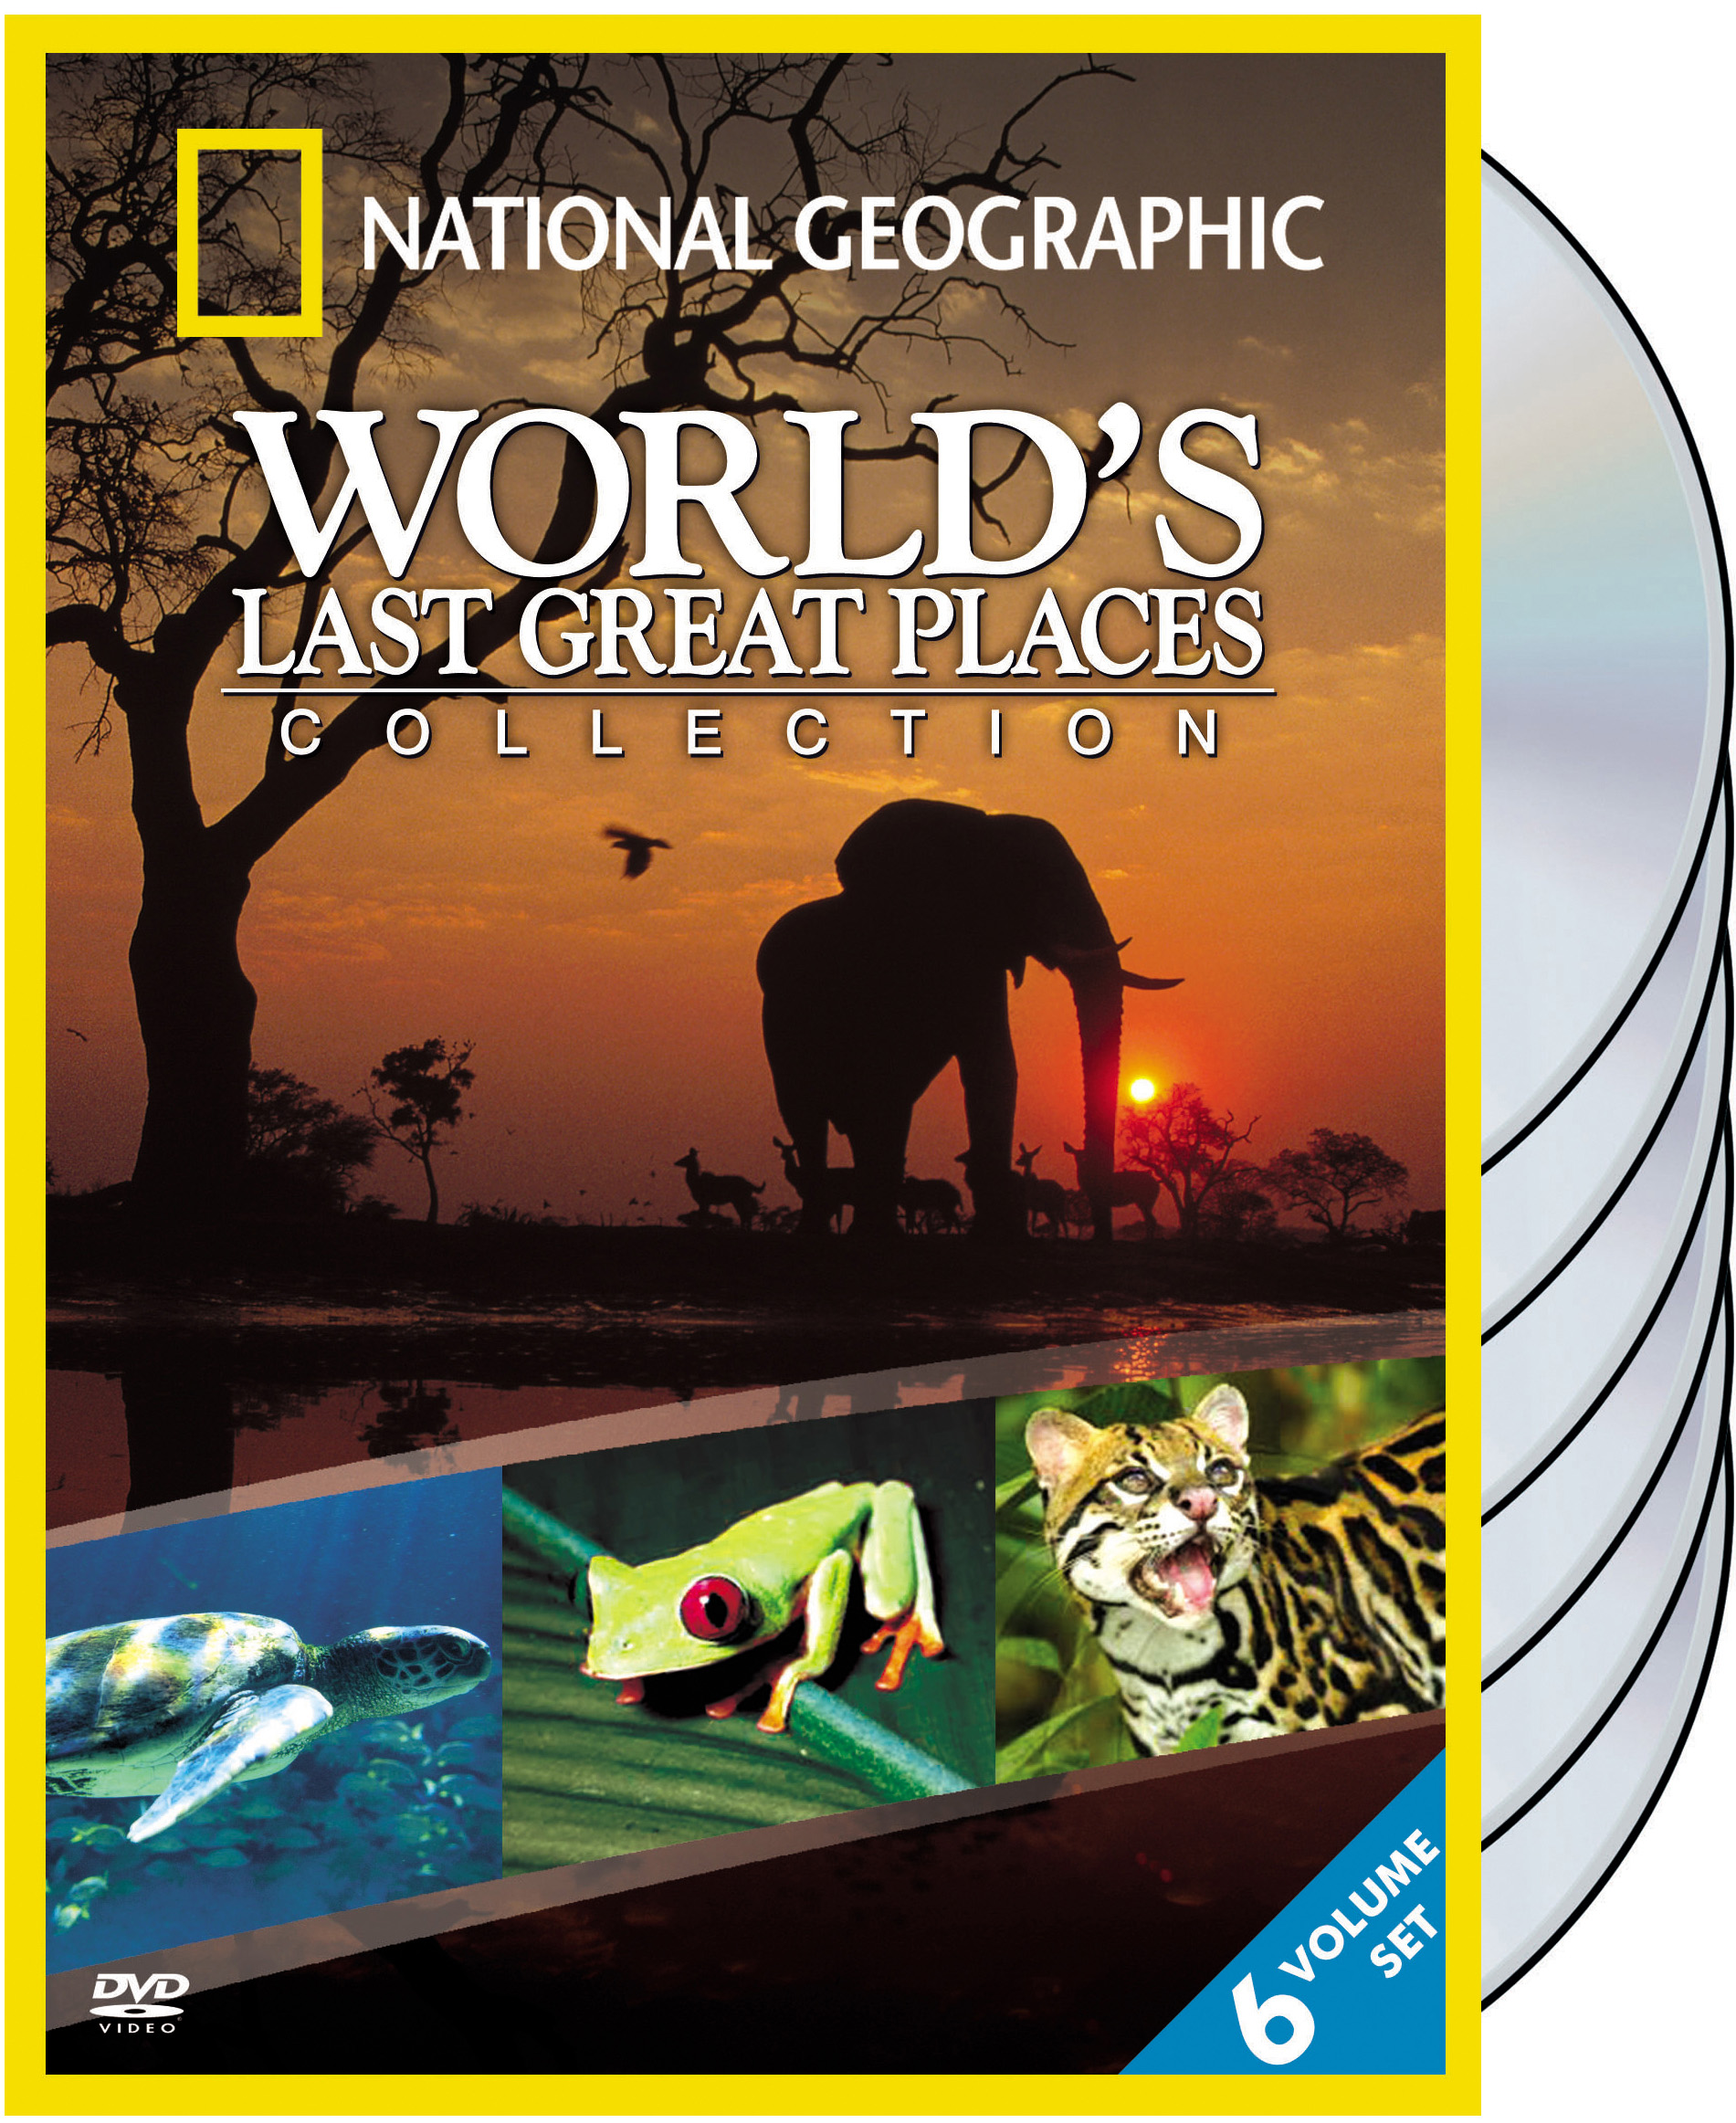 NATIONAL GEOGRAPHIC
WORLD'S
LAST GREAT PLACES
COLLECTION
DVD
VIDEO
6 VOLUME
SET